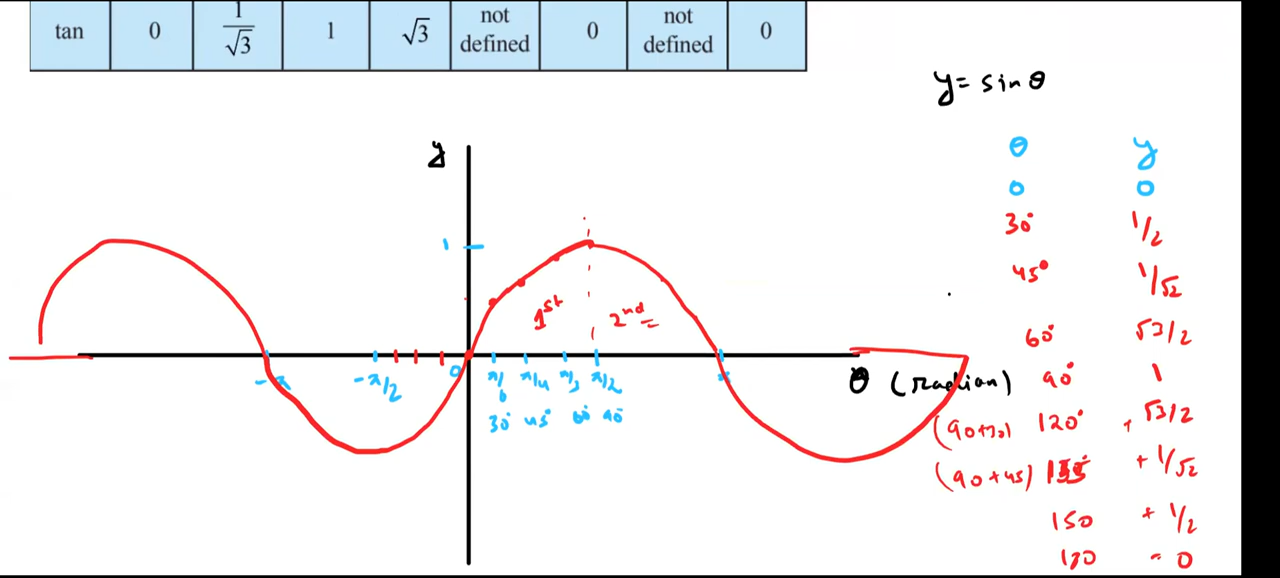 tan 0 1/√3 1 √3 not defined 0 not defined 0
y = sin θ
θ y
0 0
30° 1/2
45° 1/√2
60° √3/2
90° 1
(90+30) 120° + √3/2
(90+45) 135° + 1/√2
150 + 1/2
180 = 0
y
1
1st 2nd
-π -π/2 0 π/6 π/4 π/3 π/2 π
30° 45° 60° 90°
θ (radian)